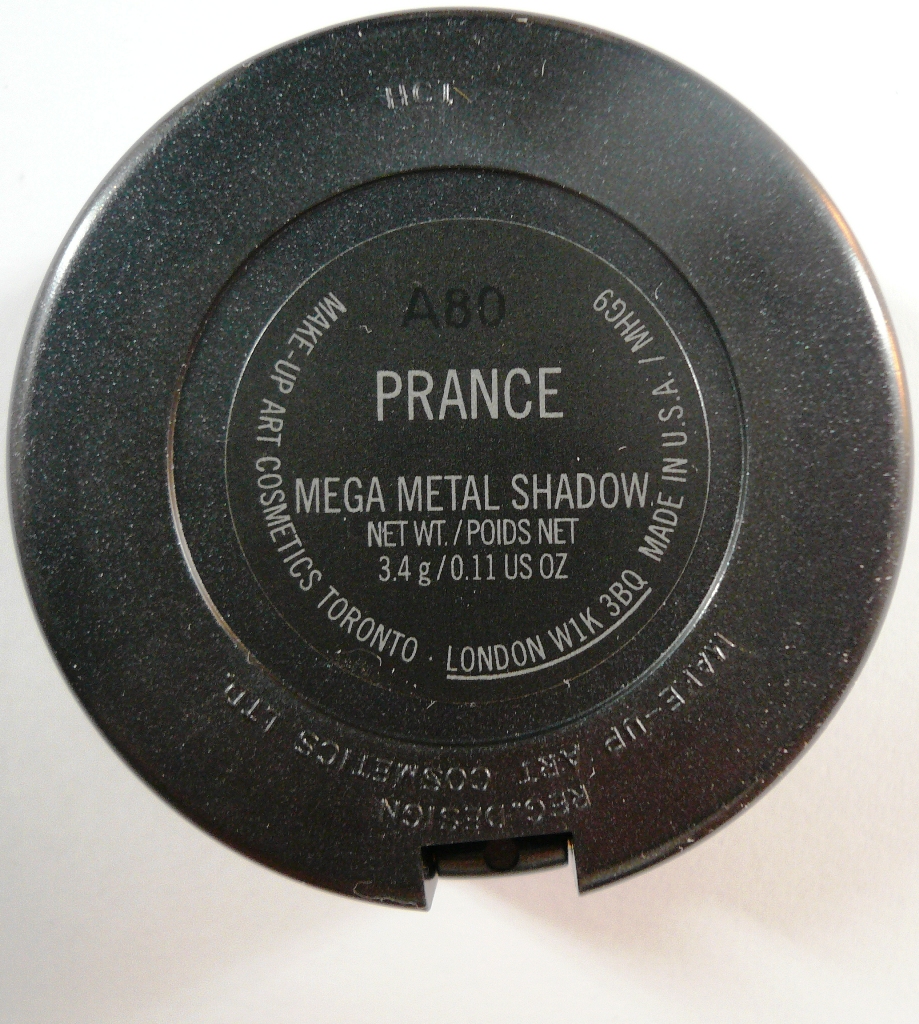 HC1
A80
PRANCE
MEGA METAL SHADOW
NET WT. / POIDS NET
3.4 g / 0.11 US OZ
MAKE-UP ART COSMETICS TORONTO · LONDON W1K 3BQ MADE IN U.S.A. / MHG9
REG. DESIGN
MAKE-UP ART COSMETICS LTD.